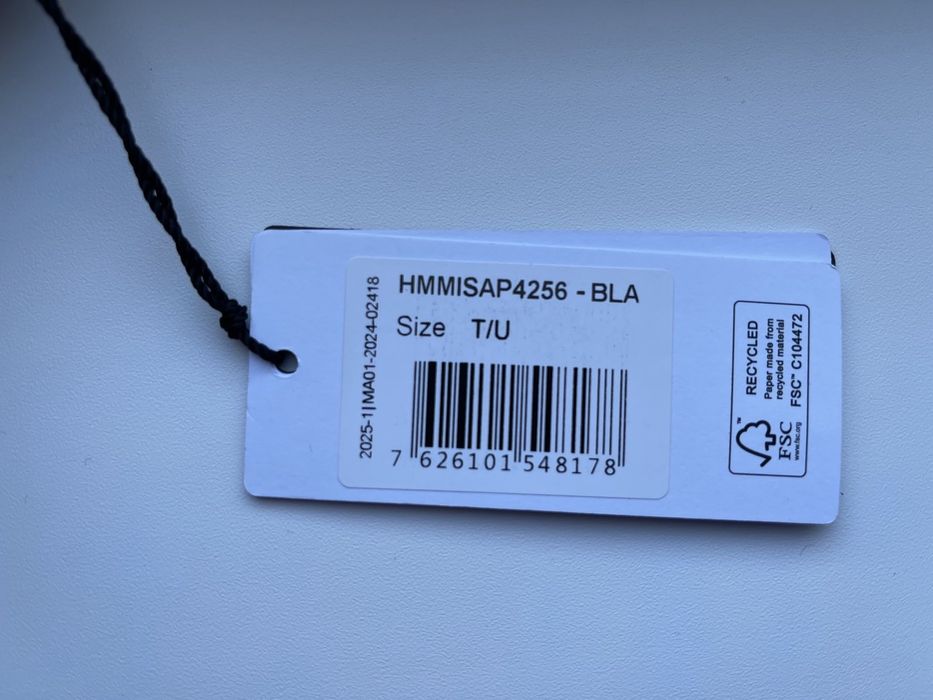 HMMISAP4256 - BLA
Size T/U
2025-1|MA01-2024-02418
7 626101 548178
RECYCLED
Paper made from
recycled material
FSC™ C104472
™
FSC
www.fsc.org